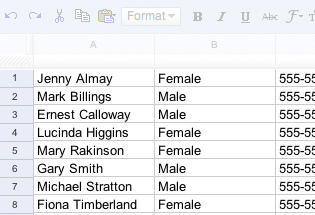 Format B I U Abc F T
A B
1 Jenny Almay Female 555-55
2 Mark Billings Male 555-55
3 Ernest Calloway Male 555-55
4 Lucinda Higgins Female 555-55
5 Mary Rakinson Female 555-55
6 Gary Smith Male 555-55
7 Michael Stratton Male 555-55
8 Fiona Timberland Female 555-55